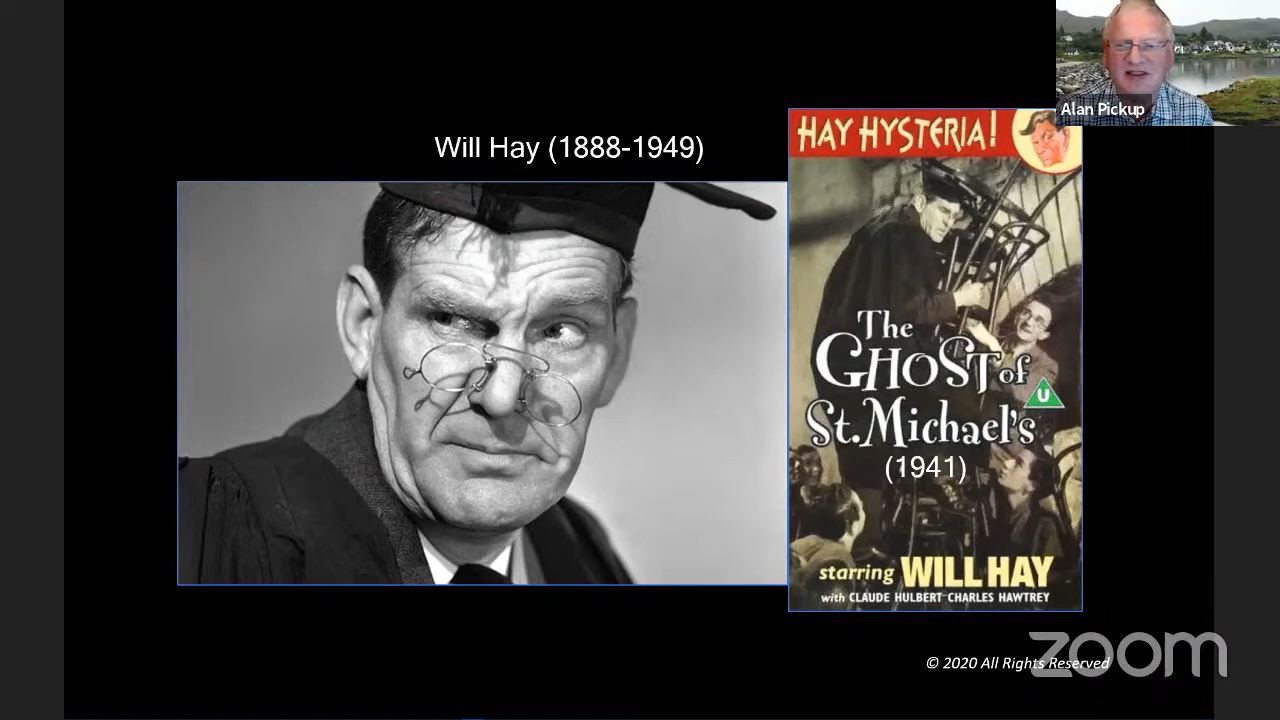 Alan Pickup
Will Hay (1888-1949)
HAY HYSTERIA!
The
GHOST of
St. Michael's
U
(1941)
starring WILL HAY
with CLAUDE HULBERT CHARLES HAWTREY
© 2020 All Rights Reserved
zoom